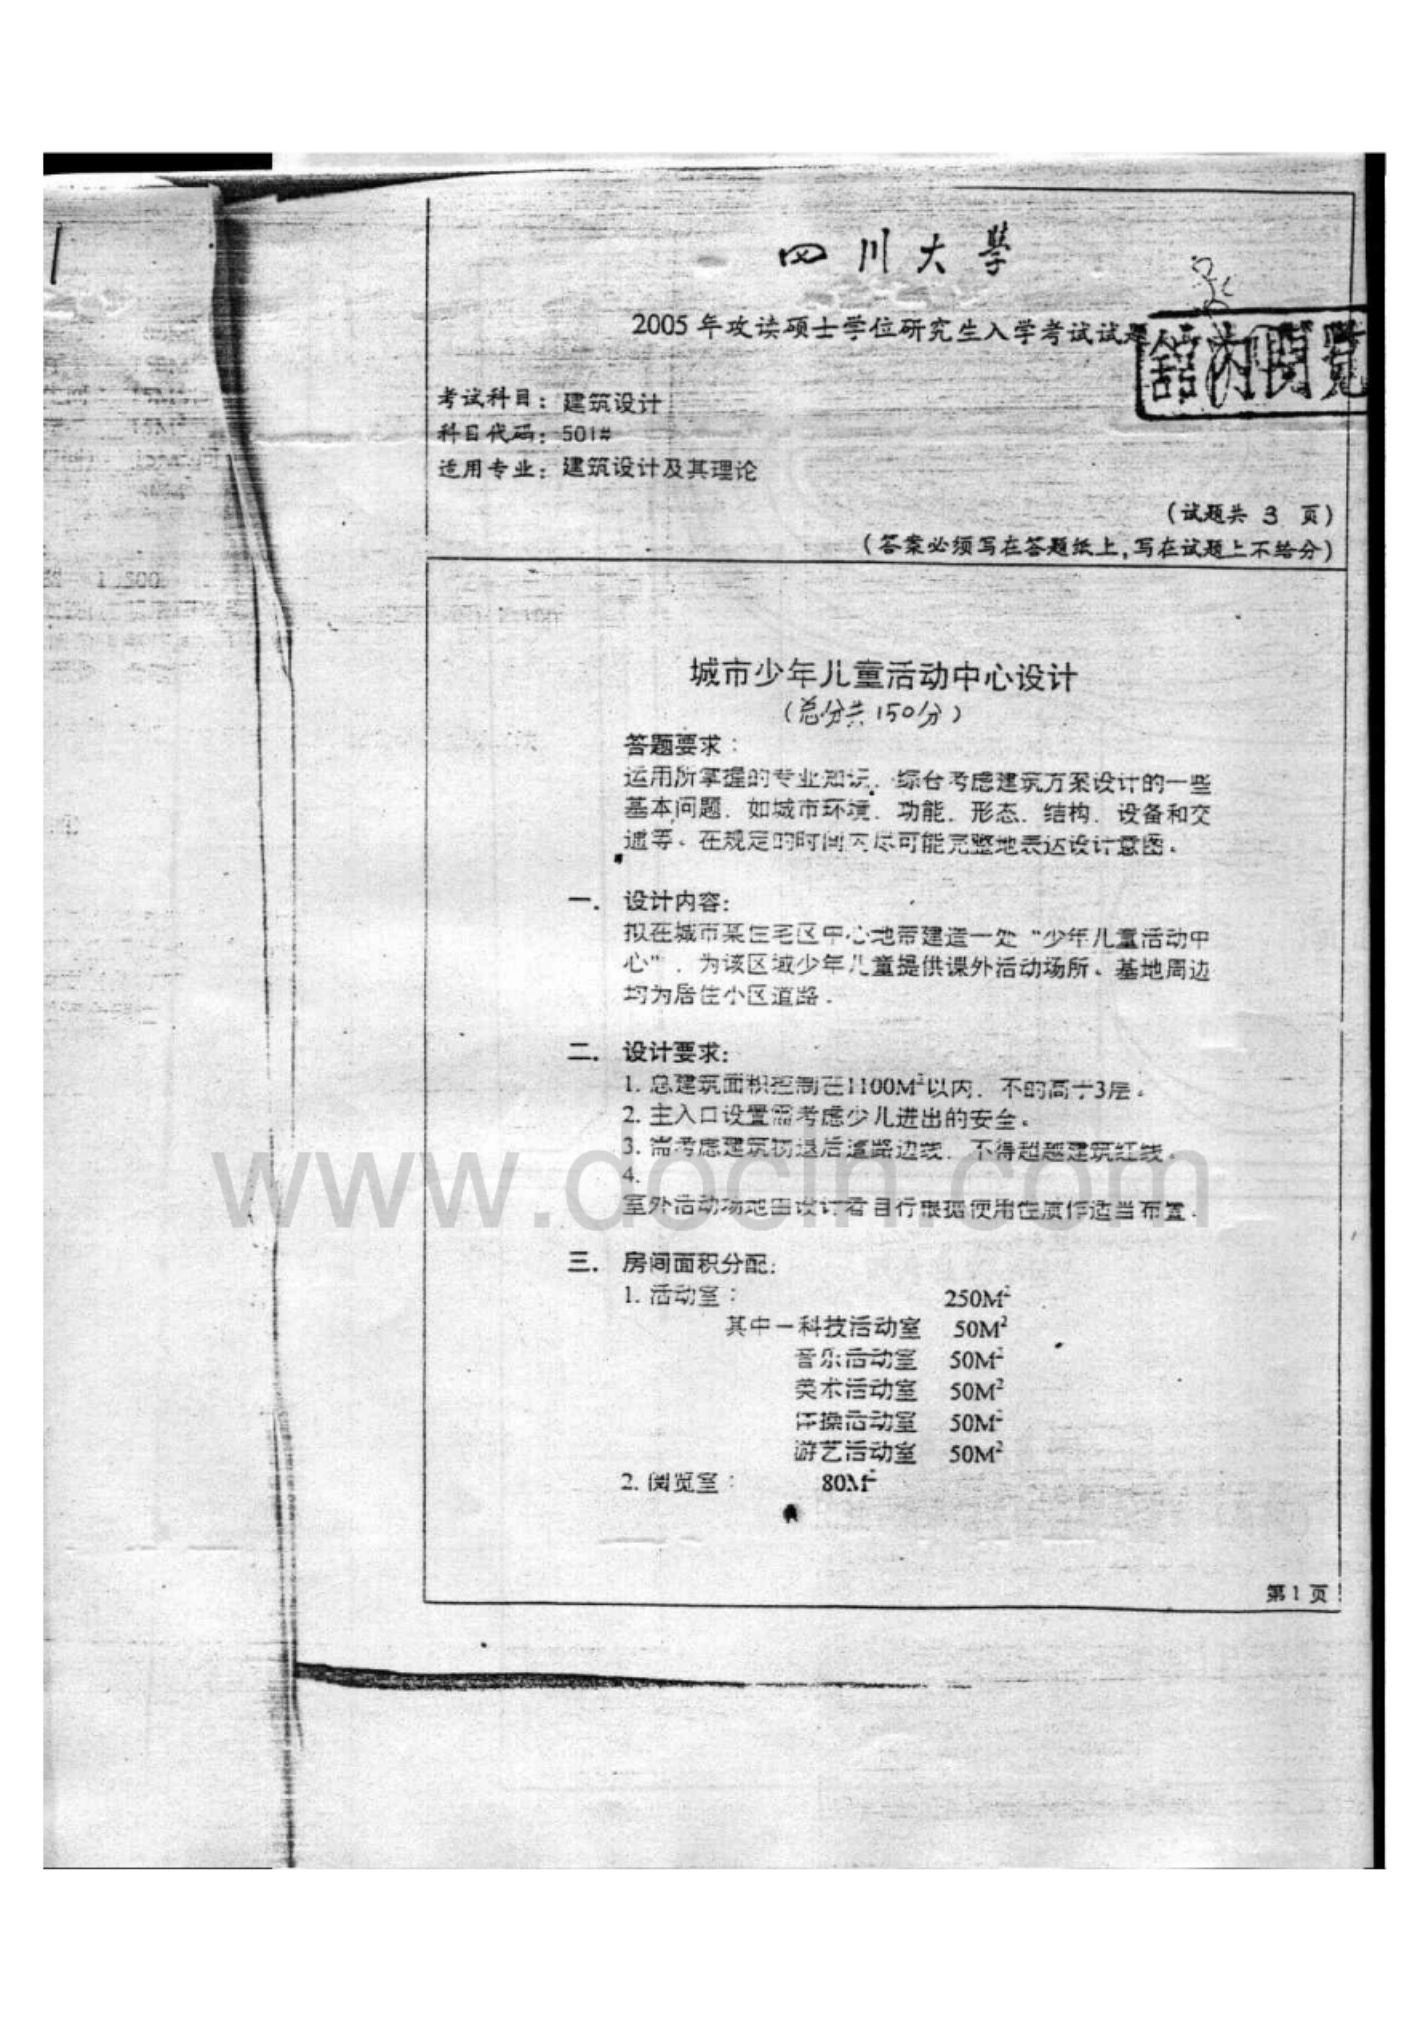 四川大學
2005年攻读硕士学位研究生入学考试试题
舘内閱覽
考试科目：建筑设计
科目代码：501#
适用专业：建筑设计及其理论
（试题共 3 页）
（答案必须写在答题纸上，写在试题上不给分）
1 500
城市少年儿童活动中心设计
（总分共150分）
答题要求：
运用所掌握的专业知识，综合考虑建筑方案设计的一些
基本问题，如城市环境、功能、形态、结构、设备和交
通等。在规定的时间内尽可能完整地表达设计意图。
一. 设计内容:
拟在城市某住宅区中心地带建造一处“少年儿童活动中
心”，为该区域少年儿童提供课外活动场所。基地周边
均为居住小区道路.
二. 设计要求:
1. 总建筑面积控制在1100M²以内，不的高于3层。
2. 主入口设置需考虑少儿进出的安全。
3. 需考虑建筑物退后道路边线，不得超越建筑红线。
4.
室外活动场地由设计者自行根据使用性质作适当布置.
三. 房间面积分配:
1. 活动室： 250M²
其中－科技活动室 50M²
音乐活动室 50M²
美术活动室 50M²
体操活动室 50M²
游艺活动室 50M²
2. 阅览室： 80M²
第1页
www.docin.com